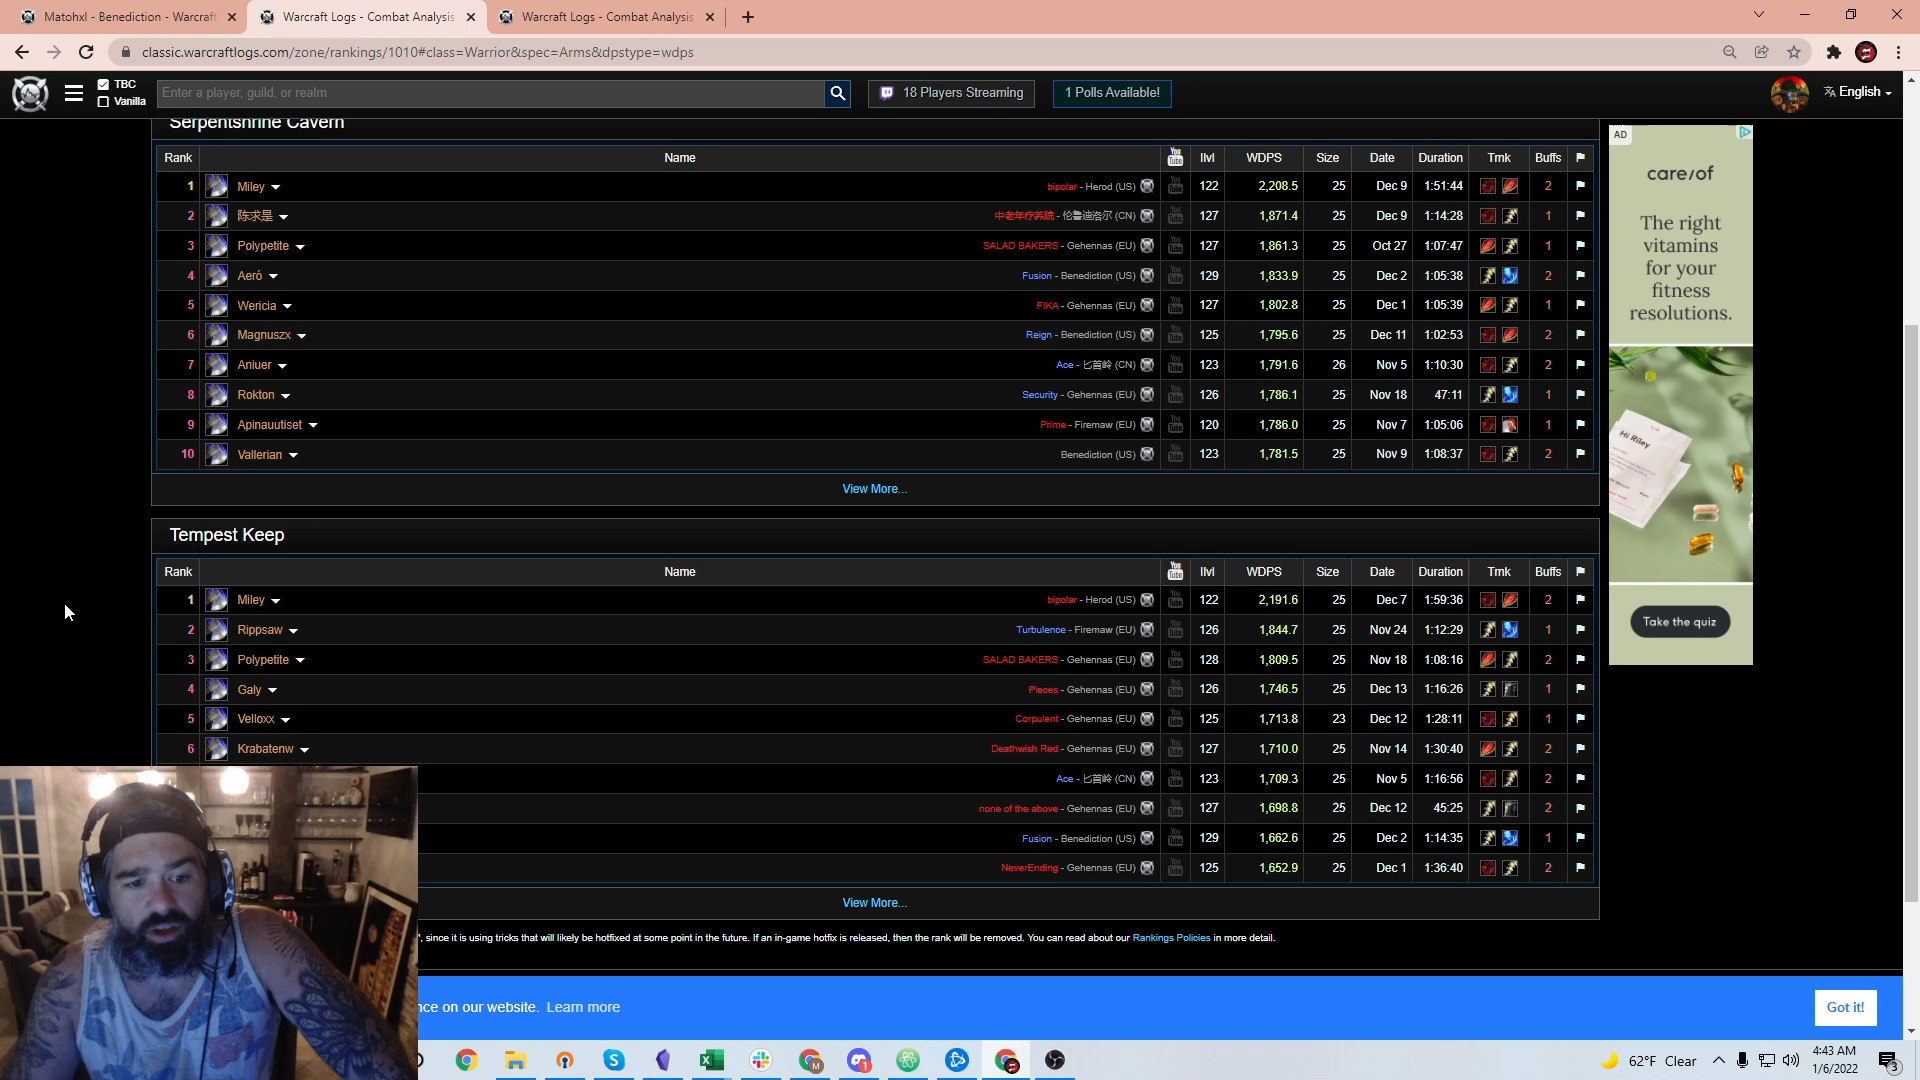 Matohxl - Benediction - Warcraft
Warcraft Logs - Combat Analysis
Warcraft Logs - Combat Analysis
classic.warcraftlogs.com/zone/rankings/1010#class=Warrior&spec=Arms&dpstype=wdps
TBC
Vanilla
Enter a player, guild, or realm
18 Players Streaming
1 Polls Available!
English
Serpentshrine Cavern
Rank Name You Tube Ilvl WDPS Size Date Duration Trnk Buffs
1 Miley bipolar - Herod (US) 122 2,208.5 25 Dec 9 1:51:44 2
2 陈求是 中老年疗养院 - 伦鲁迪洛尔 (CN) 127 1,871.4 25 Dec 9 1:14:28 1
3 Polypetite SALAD BAKERS - Gehennas (EU) 127 1,861.3 25 Oct 27 1:07:47 1
4 Aeró Fusion - Benediction (US) 129 1,833.9 25 Dec 2 1:05:38 2
5 Wericia FIKA - Gehennas (EU) 127 1,802.8 25 Dec 1 1:05:39 1
6 Magnuszx Reign - Benediction (US) 125 1,795.6 25 Dec 11 1:02:53 2
7 Aniuer Ace - 匕首岭 (CN) 123 1,791.6 26 Nov 5 1:10:30 2
8 Rokton Security - Gehennas (EU) 126 1,786.1 25 Nov 18 47:11 1
9 Apinauutiset Prime - Firemaw (EU) 120 1,786.0 25 Nov 7 1:05:06 1
10 Vallerian Benediction (US) 123 1,781.5 25 Nov 9 1:08:37 2
View More...
Tempest Keep
Rank Name You Tube Ilvl WDPS Size Date Duration Trnk Buffs
1 Miley bipolar - Herod (US) 122 2,191.6 25 Dec 7 1:59:36 2
2 Rippsaw Turbulence - Firemaw (EU) 126 1,844.7 25 Nov 24 1:12:29 1
3 Polypetite SALAD BAKERS - Gehennas (EU) 128 1,809.5 25 Nov 18 1:08:16 2
4 Galy Pieces - Gehennas (EU) 126 1,746.5 25 Dec 13 1:16:26 1
5 Velloxx Corpulent - Gehennas (EU) 125 1,713.8 23 Dec 12 1:28:11 1
6 Krabatenw Deathwish Red - Gehennas (EU) 127 1,710.0 25 Nov 14 1:30:40 2
Ace - 匕首岭 (CN) 123 1,709.3 25 Nov 5 1:16:56 2
none of the above - Gehennas (EU) 127 1,698.8 25 Dec 12 45:25 2
Fusion - Benediction (US) 129 1,662.6 25 Dec 2 1:14:35 1
NeverEnding - Gehennas (EU) 125 1,652.9 25 Dec 1 1:36:40 2
View More...
", since it is using tricks that will likely be hotfixed at some point in the future. If an in-game hotfix is released, then the rank will be removed. You can read about our Rankings Policies in more detail.
nce on our website. Learn more
Got it!
AD
care/of
The right
vitamins
for your
fitness
resolutions.
Hi Riley
Take the quiz
62°F Clear
4:43 AM
1/6/2022
3